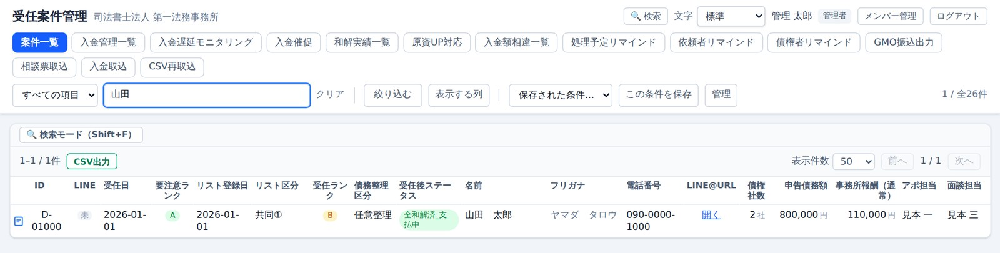 受任案件管理 司法書士法人 第一法務事務所 🔍 検索 文字 標準 管理 太郎 管理者 メンバー管理 ログアウト
案件一覧 入金管理一覧 入金遅延モニタリング 入金催促 和解実績一覧 原資UP対応 入金額相違一覧 処理予定リマインド 依頼者リマインド 債権者リマインド GMO振込出力
相談票取込 入金取込 CSV再取込
すべての項目 山田 クリア 絞り込む 表示する列 保存された条件... この条件を保存 管理 1 / 全26件
🔍 検索モード（Shift+F）
1–1 / 1件 CSV出力 表示件数 50 前へ 1 / 1 次へ
ID LINE 受任日 要注意ラ リスト登録日 リスト区分 受任ラン 債務整理 受任後ステー 名前 フリガナ 電話番号 LINE@URL 債権 申告債務額 事務所報酬（通 アポ担当 面談担当
ンク ク 区分 タス 社数 常）
D- 未 2026-01- A 2026-01- 共同① B 任意整理 全和解済_支 山田　太郎 ヤマダ　タロウ 090-0000- 開く 2 社 800,000 円 110,000 円 見本 一 見本 三
01000 01 01 払中 1000